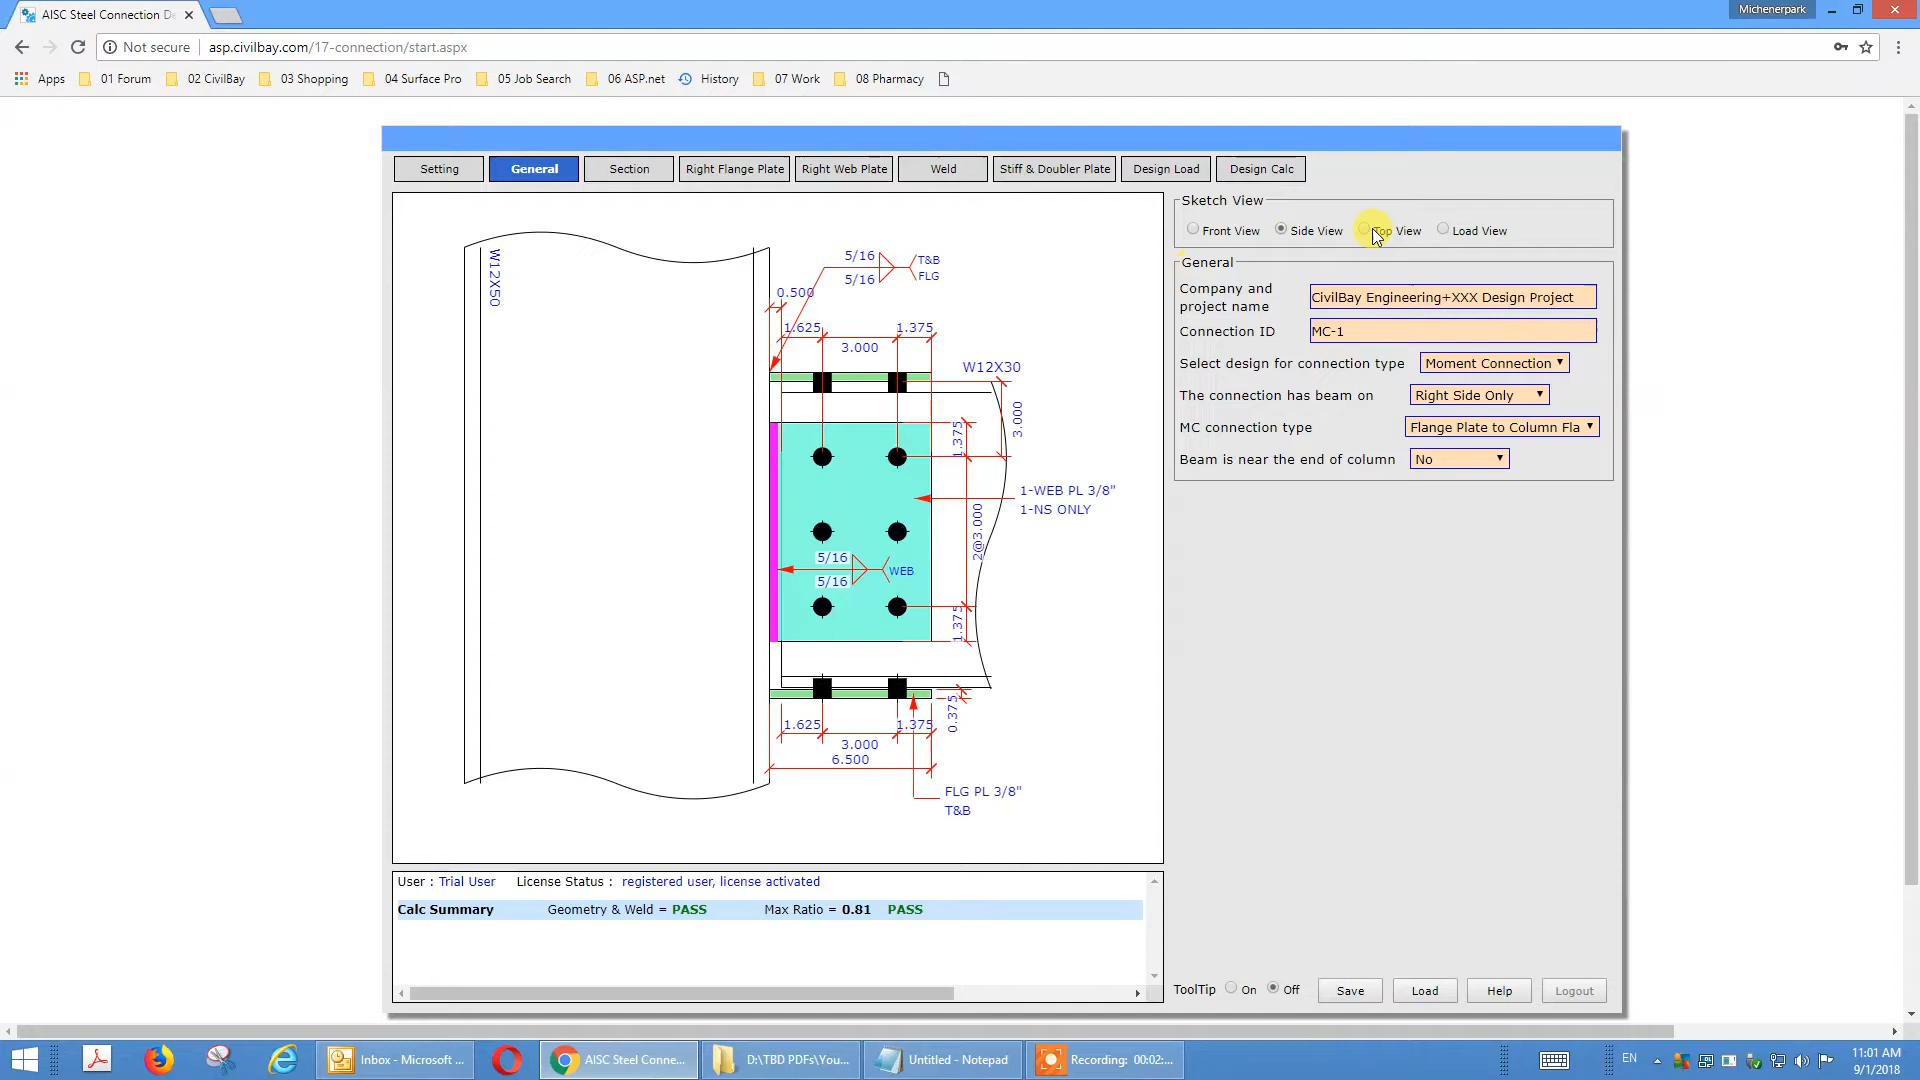 AISC Steel Connection De
Michenerpark
Not secure
asp.civilbay.com/17-connection/start.aspx
Apps
01 Forum
02 CivilBay
03 Shopping
04 Surface Pro
05 Job Search
06 ASP.net
History
07 Work
08 Pharmacy
Setting
General
Section
Right Flange Plate
Right Web Plate
Weld
Stiff & Doubler Plate
Design Load
Design Calc
W12X50
5/16
5/16
T&B
FLG
0.500
1.625
1.375
3.000
W12X30
3.000
1.375
1-WEB PL 3/8"
1-NS ONLY
2@3.000
5/16
5/16
WEB
1.375
0.375
1.625
1.375
3.000
6.500
FLG PL 3/8"
T&B
Sketch View
Front View
Side View
Top View
Load View
General
Company and project name
CivilBay Engineering+XXX Design Project
Connection ID
MC-1
Select design for connection type
Moment Connection
The connection has beam on
Right Side Only
MC connection type
Flange Plate to Column Fla
Beam is near the end of column
No
User : Trial User License Status : registered user, license activated
Calc Summary Geometry & Weld = PASS Max Ratio = 0.81 PASS
ToolTip
On
Off
Save
Load
Help
Logout
Inbox - Microsoft ...
AISC Steel Conne...
D:\TBD PDFs\You...
Untitled - Notepad
Recording: 00:02:...
EN
11:01 AM
9/1/2018